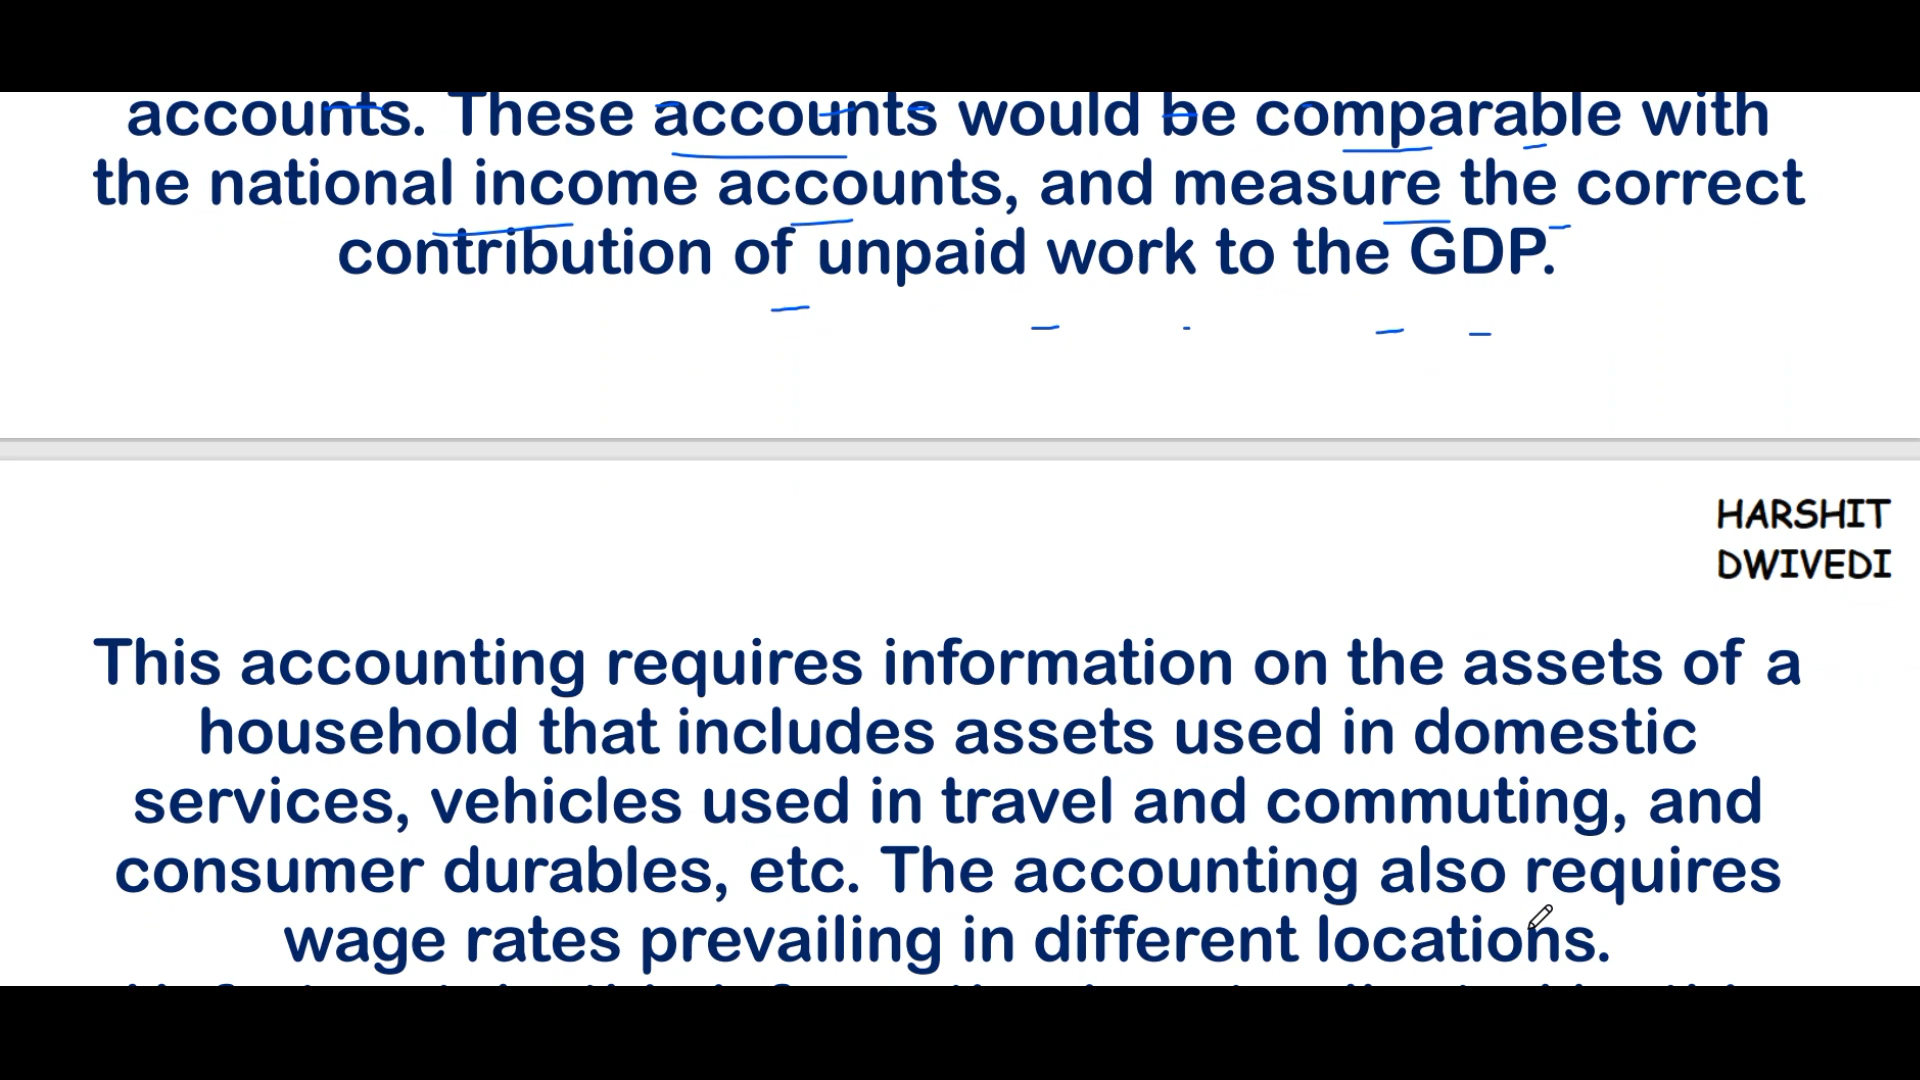 accounts. These accounts would be comparable with
the national income accounts, and measure the correct
contribution of unpaid work to the GDP.
HARSHIT
DWIVEDI
This accounting requires information on the assets of a
household that includes assets used in domestic
services, vehicles used in travel and commuting, and
consumer durables, etc. The accounting also requires
wage rates prevailing in different locations.